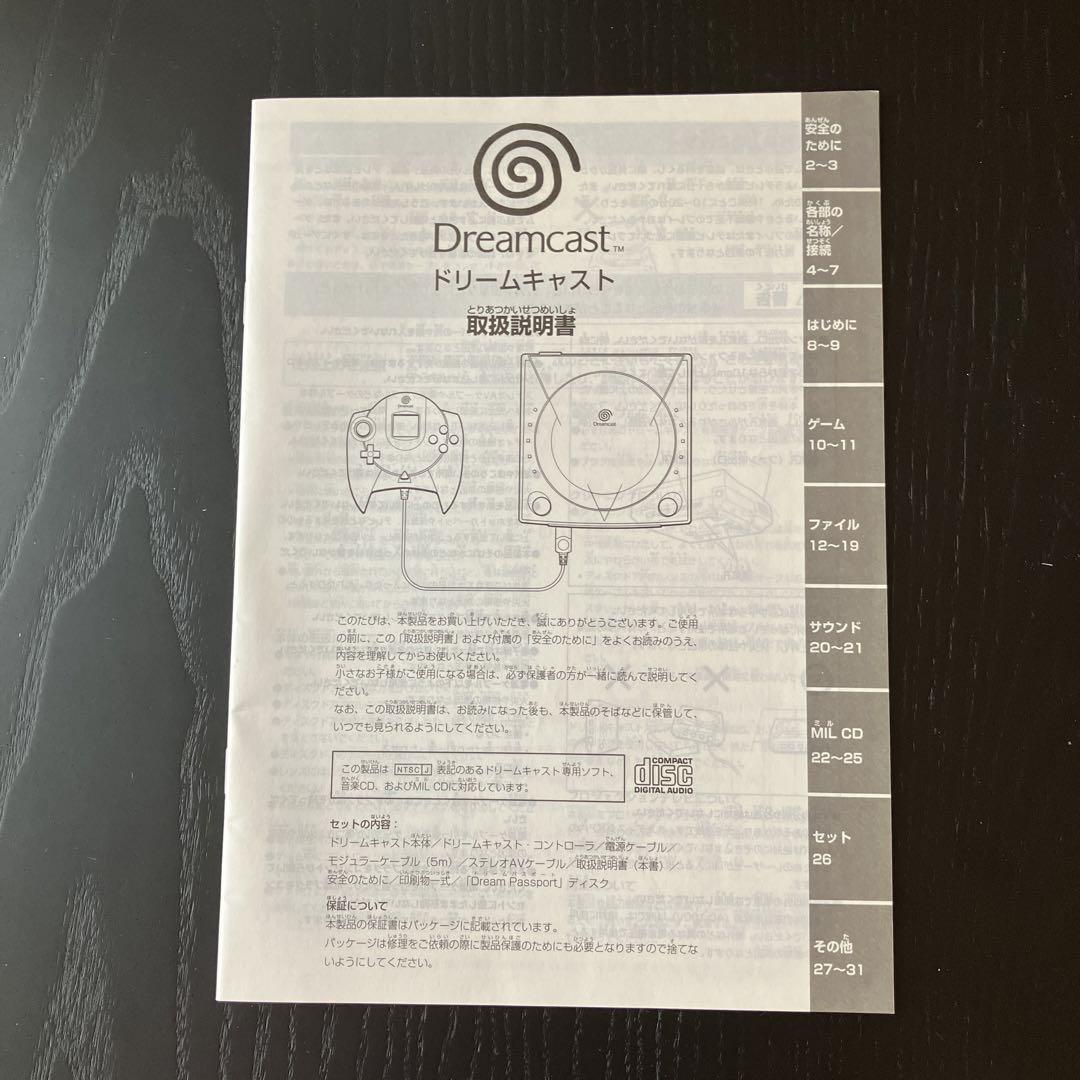 Dreamcast™
ドリームキャスト
とりあつかいせつめいしょ
取扱説明書
Dreamcast
Dreamcast
このたびは、本製品をお買い上げいただき、誠にありがとうございます。ご使用
の前に、この「取扱説明書」および付属の「安全のために」をよくお読みのうえ、
内容を理解してからお使いください。
小さなお子様がご使用になる場合は、必ず保護者の方が一緒に読んで説明してく
ださい。
なお、この取扱説明書は、お読みになった後も、本製品のそばなどに保管して、
いつでも見られるようにしてください。
この製品は NTSC J 表記のあるドリームキャスト専用ソフト、
音楽CD、およびMIL CDに対応しています。
COMPACT
disc
DIGITAL AUDIO
セットの内容：
ドリームキャスト本体／ドリームキャスト・コントローラ／電源ケーブル／
モジュラーケーブル（5m）／ステレオAVケーブル／取扱説明書（本書）／
安全のために／印刷物一式／「Dream Passport」ディスク
保証について
本製品の保証書はパッケージに記載されています。
パッケージは修理をご依頼の際に製品保護のためにも必要となりますので捨てな
いようにしてください。
あんぜん
安全の
ために
2〜3
かくぶ
各部の
めいしょう
名称／
せつぞく
接続
4〜7
はじめに
8〜9
ゲーム
10〜11
ファイル
12〜19
サウンド
20〜21
ミル
MIL CD
22〜25
セット
26
その他
27〜31